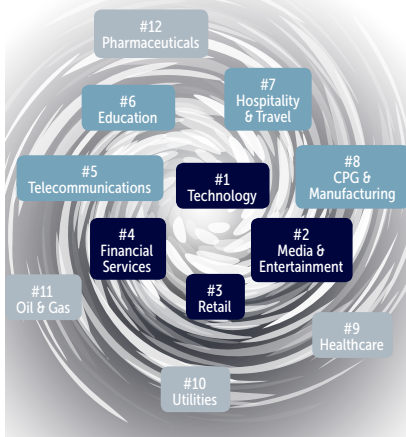 #12
Pharmaceuticals
#7
Hospitality
& Travel
#6
Education
#8
CPG &
Manufacturing
#5
Telecommunications
#1
Technology
#4
Financial
Services
#2
Media &
Entertainment
#3
Retail
#11
Oil & Gas
#9
Healthcare
#10
Utilities